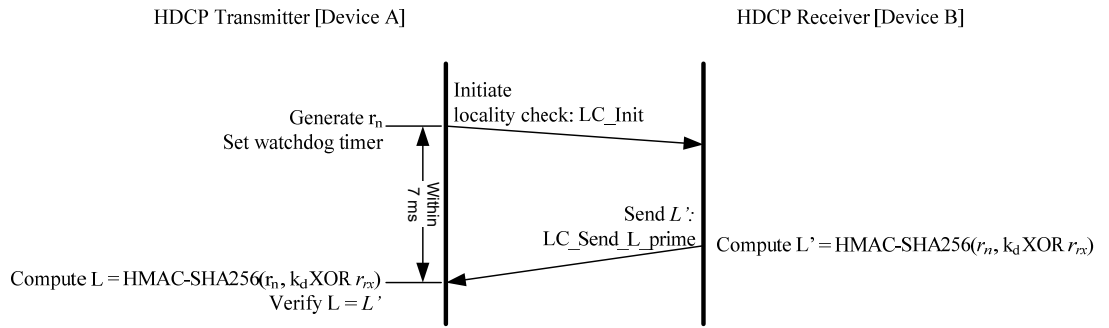 HDCP Transmitter [Device A]
HDCP Receiver [Device B]
Initiate
locality check: LC_Init
Generate rn
Set watchdog timer
Within
7 ms
Send L’:
LC_Send_L_prime
Compute L’ = HMAC-SHA256(rn, kd XOR rrx)
Compute L = HMAC-SHA256(rn, kd XOR rrx)
Verify L = L’